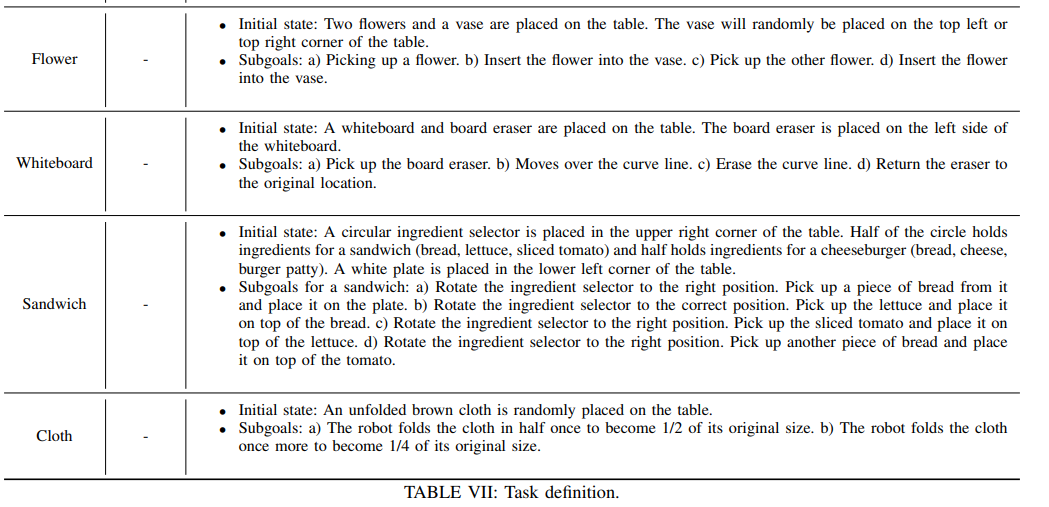 Flower
-
• Initial state: Two flowers and a vase are placed on the table. The vase will randomly be placed on the top left or
top right corner of the table.
• Subgoals: a) Picking up a flower. b) Insert the flower into the vase. c) Pick up the other flower. d) Insert the flower
into the vase.
Whiteboard
-
• Initial state: A whiteboard and board eraser are placed on the table. The board eraser is placed on the left side of
the whiteboard.
• Subgoals: a) Pick up the board eraser. b) Moves over the curve line. c) Erase the curve line. d) Return the eraser to
the original location.
Sandwich
-
• Initial state: A circular ingredient selector is placed in the upper right corner of the table. Half of the circle holds
ingredients for a sandwich (bread, lettuce, sliced tomato) and half holds ingredients for a cheeseburger (bread, cheese,
burger patty). A white plate is placed in the lower left corner of the table.
• Subgoals for a sandwich: a) Rotate the ingredient selector to the right position. Pick up a piece of bread from it
and place it on the plate. b) Rotate the ingredient selector to the correct position. Pick up the lettuce and place it
on top of the bread. c) Rotate the ingredient selector to the right position. Pick up the sliced tomato and place it on
top of the lettuce. d) Rotate the ingredient selector to the right position. Pick up another piece of bread and place
it on top of the tomato.
Cloth
-
• Initial state: An unfolded brown cloth is randomly placed on the table.
• Subgoals: a) The robot folds the cloth in half once to become 1/2 of its original size. b) The robot folds the cloth
once more to become 1/4 of its original size.
TABLE VII: Task definition.